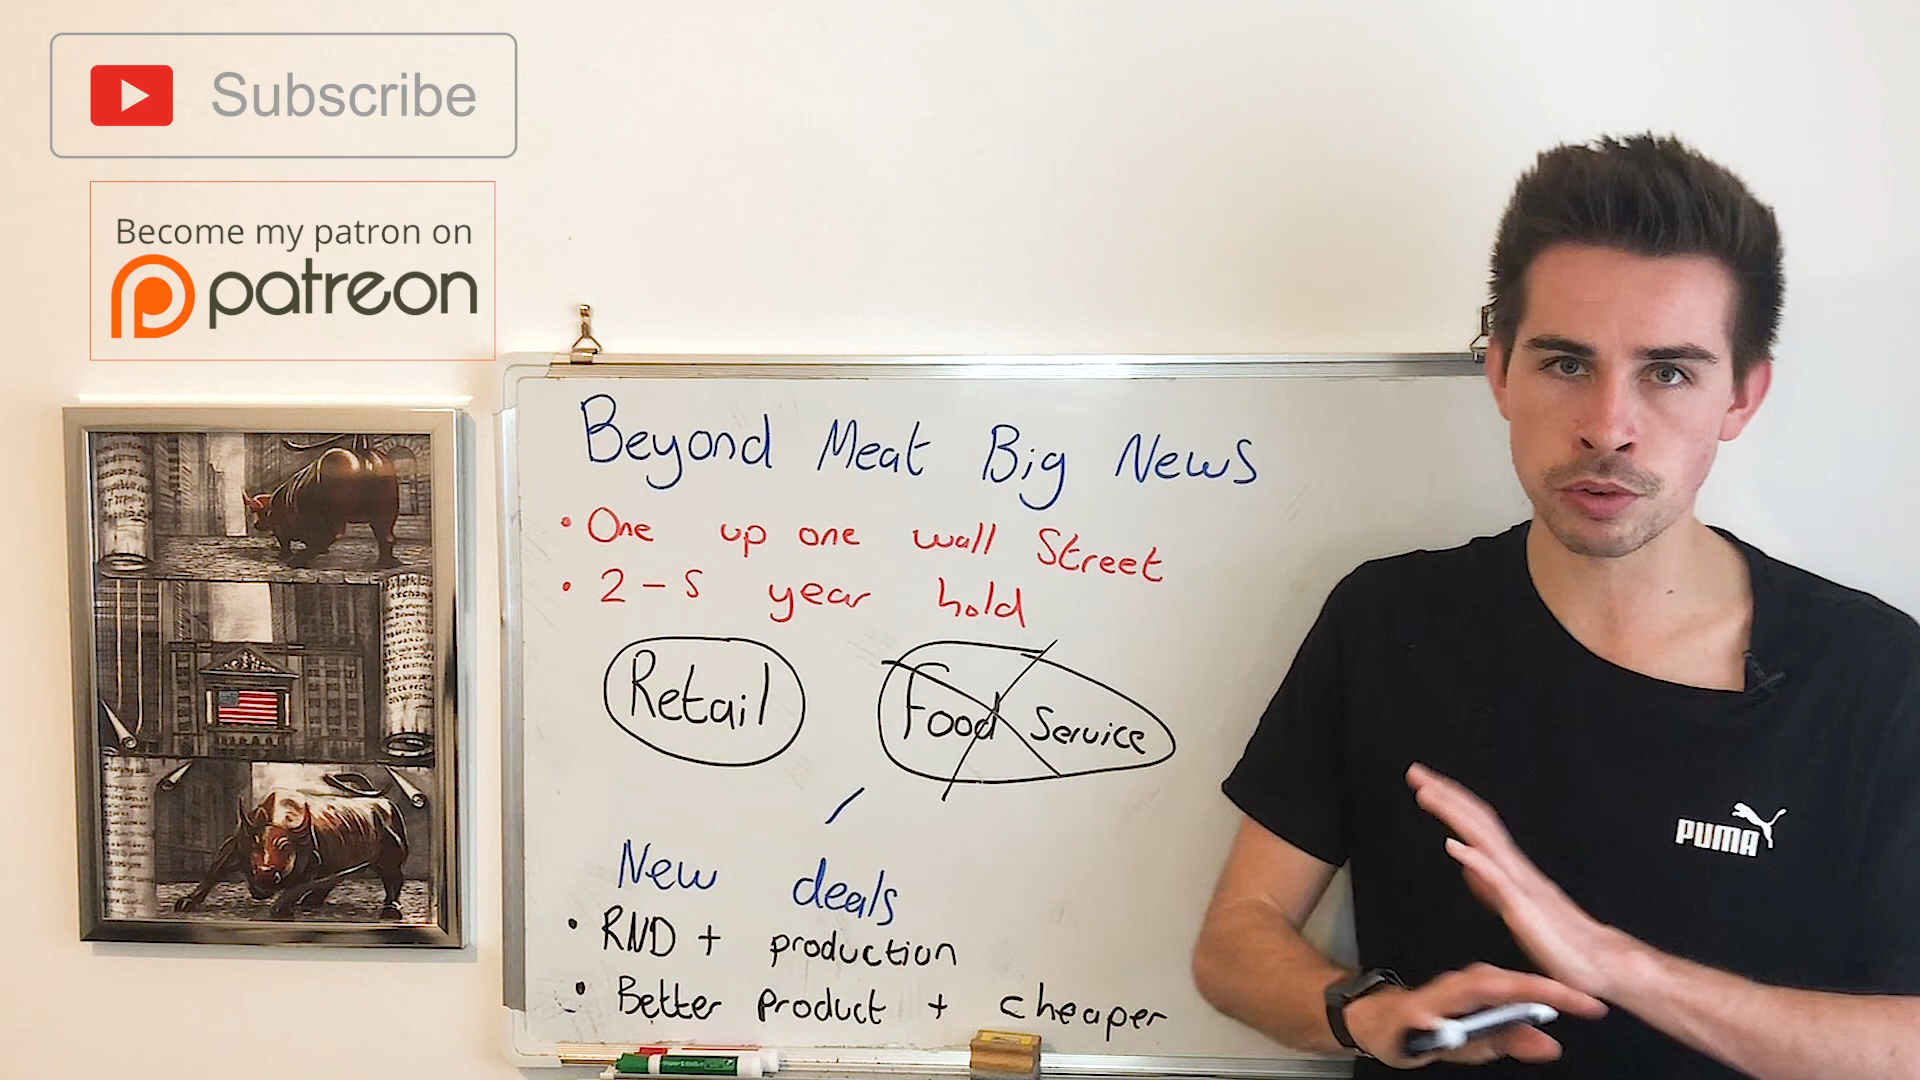 Subscribe
Become my patron on
patreon
Beyond Meat Big News
• One up one wall Street
• 2-5 year hold
Retail
Food Service
New deals
• RND + production
• Better product + cheaper
PUMA